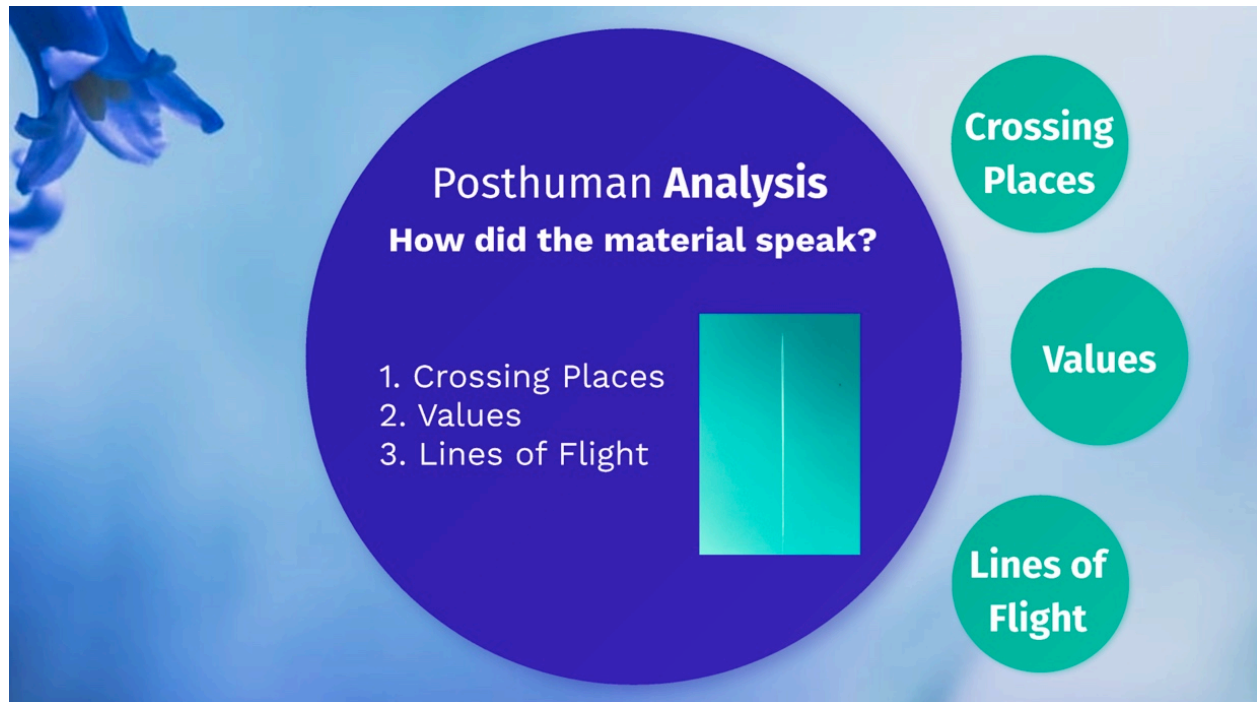 Posthuman Analysis
How did the material speak?
1. Crossing Places
2. Values
3. Lines of Flight
Crossing
Places
Values
Lines of
Flight